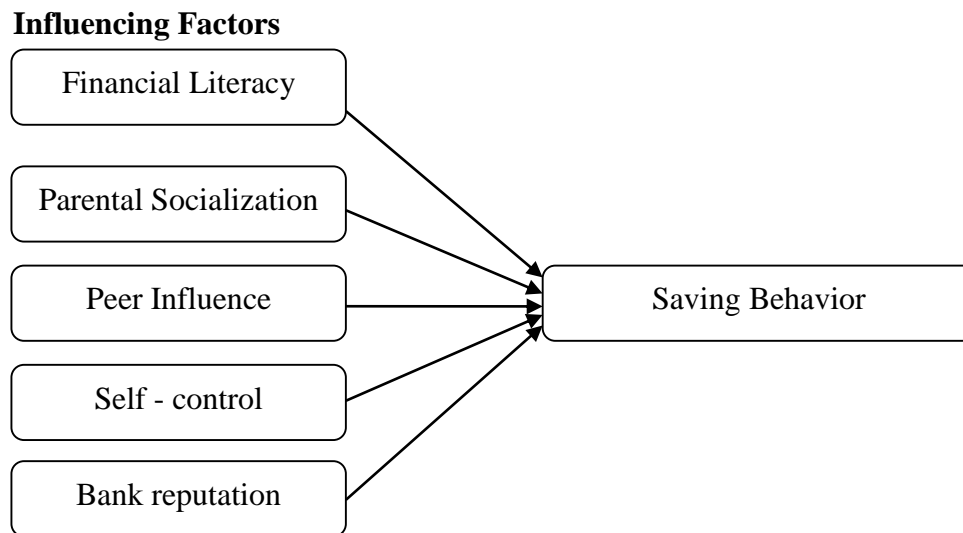 Influencing Factors
Financial Literacy
Parental Socialization
Peer Influence
Saving Behavior
Self - control
Bank reputation